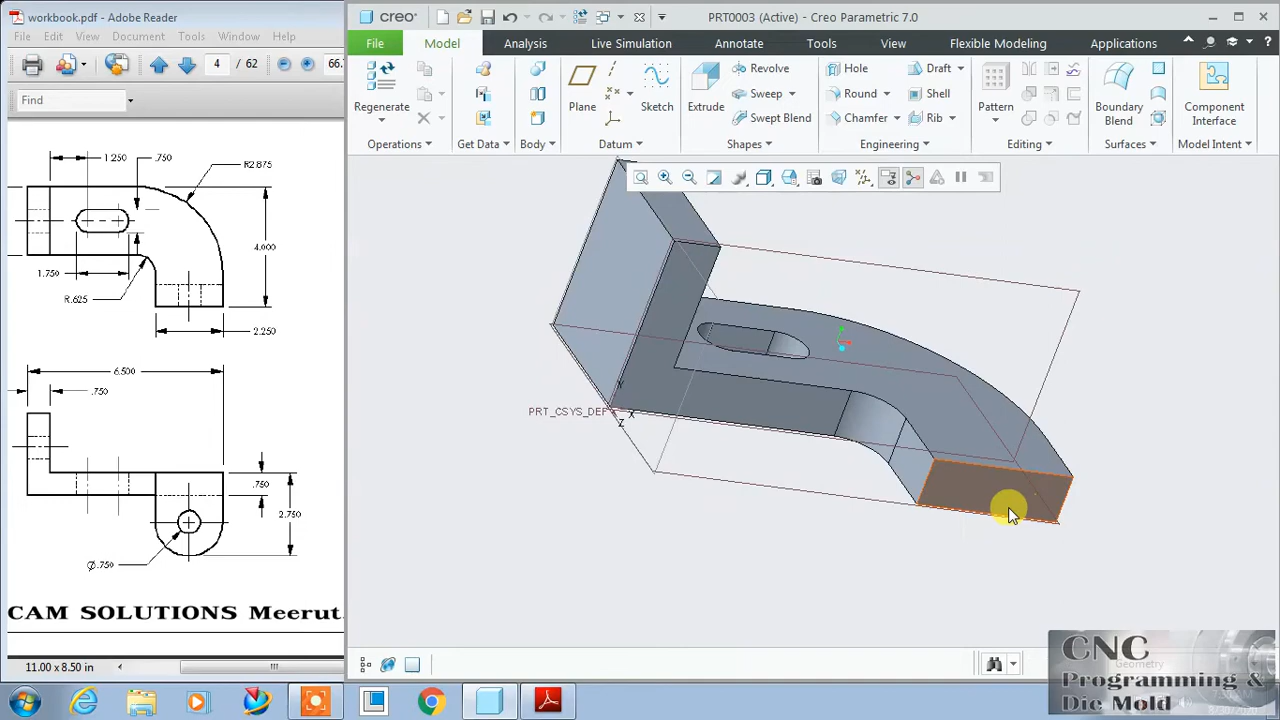 workbook.pdf - Adobe Reader
File Edit View Document Tools Window Help
4 / 62 66.
Find
1.250 .750 R2.875
4.000
1.750
R.625
2.250
6.500
.750
.750
2.750
Ø.750
CAM SOLUTIONS Meerut.
11.00 x 8.50 in
creo PRT0003 (Active) - Creo Parametric 7.0
File Model Analysis Live Simulation Annotate Tools View Flexible Modeling Applications
Regenerate Plane Sketch Extrude Revolve Sweep Swept Blend Hole Round Chamfer Draft Shell Rib Pattern Boundary Blend Component Interface
Operations Get Data Body Datum Shapes Engineering Editing Surfaces Model Intent
PRT_CSYS_DEF
Y
X
Z
CNC
Geometry
Programming &
Die Mold